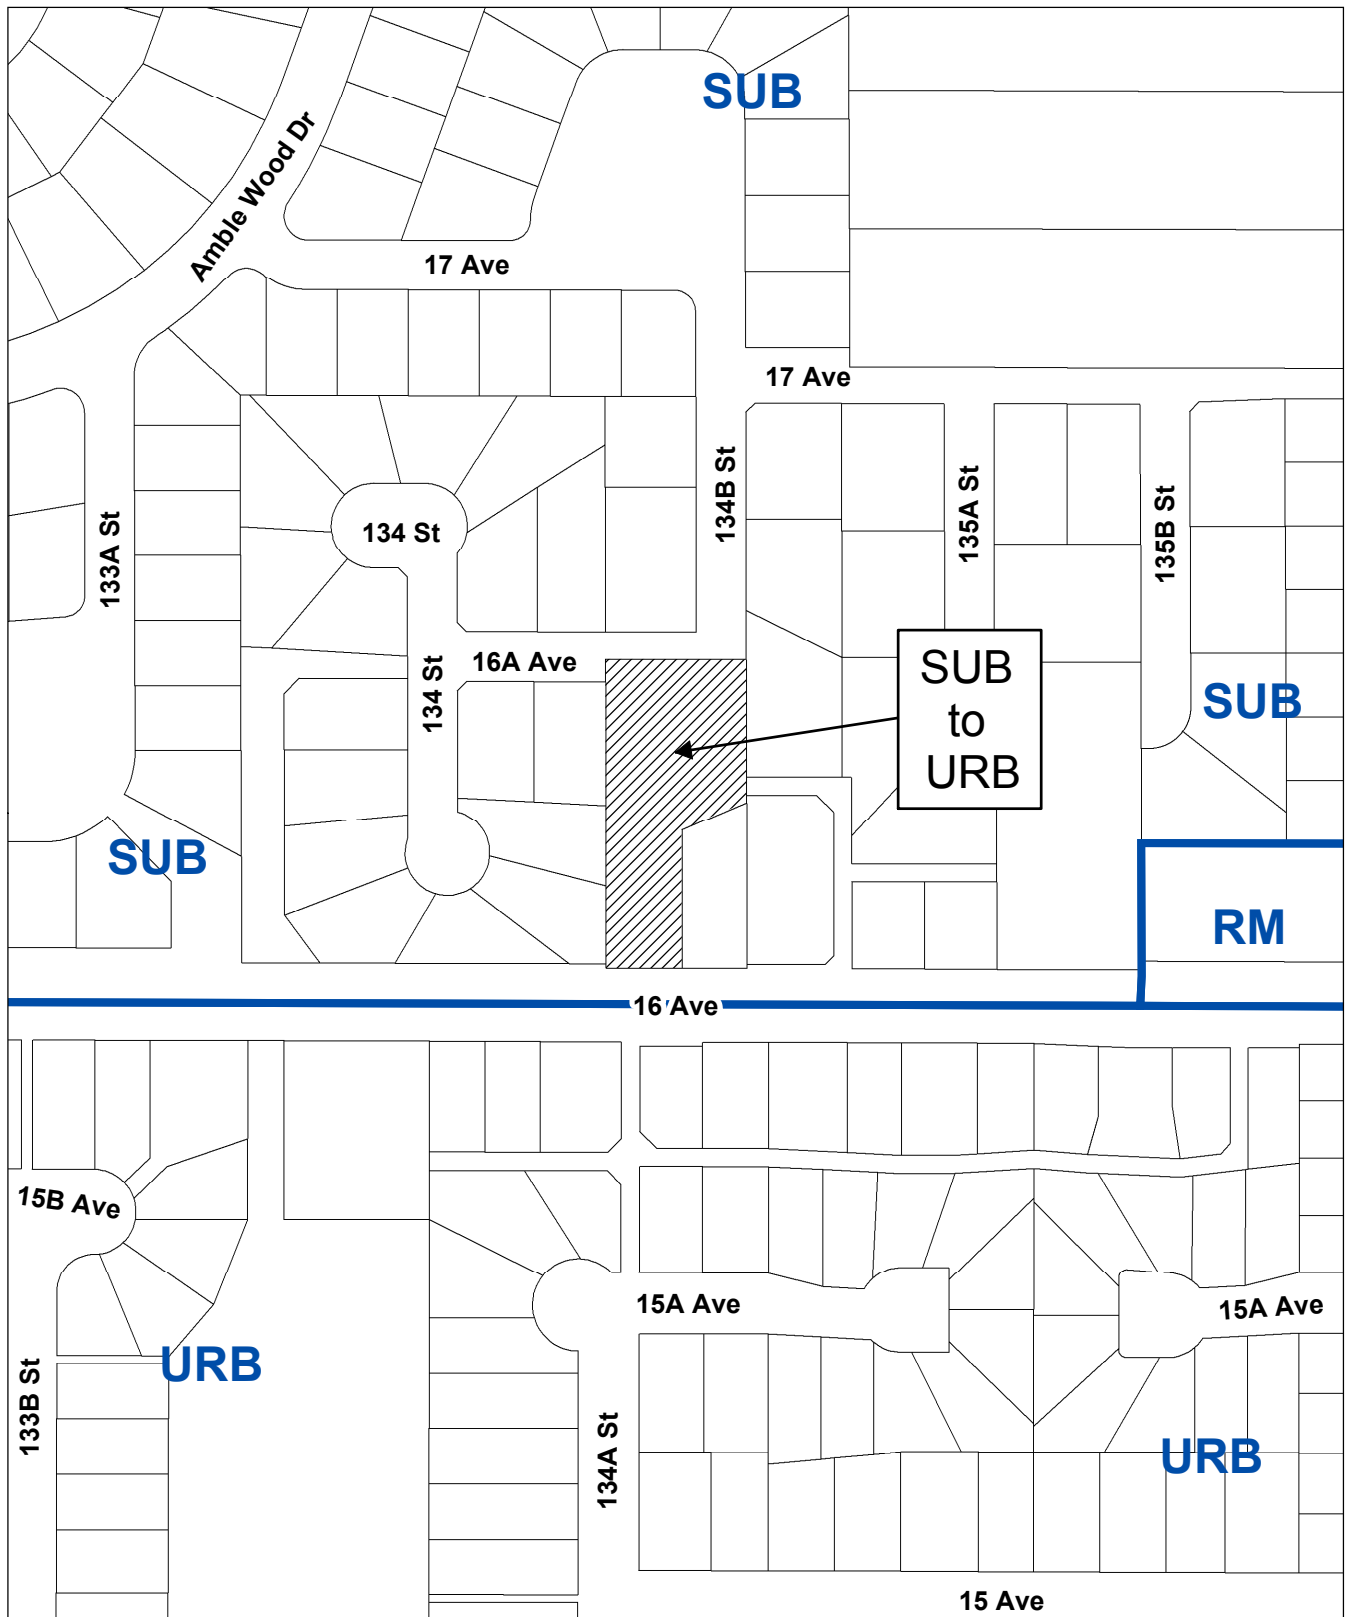 SUB
Amble Wood Dr
17 Ave
17 Ave
134B St
135A St
135B St
133A St
134 St
16A Ave
134 St
SUB
to
URB
SUB
SUB
RM
16 Ave
15B Ave
15A Ave
15A Ave
URB
133B St
134A St
URB
15 Ave